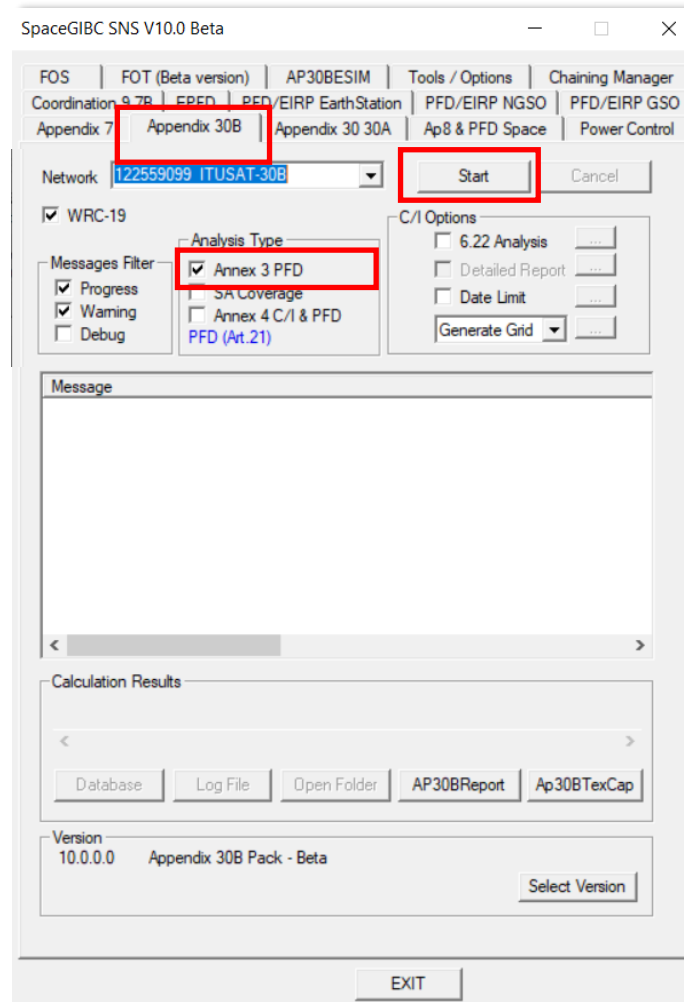 SpaceGIBC SNS V10.0 Beta
FOS FOT (Beta version) AP30BESIM Tools / Options Chaining Manager
Coordination 9.7B EPFD PFD/EIRP EarthStation PFD/EIRP NGSO PFD/EIRP GSO
Appendix 7 Appendix 30B Appendix 30 30A Ap8 & PFD Space Power Control
Network 122559099 ITUSAT-30B Start Cancel
WRC-19
Messages Filter
Progress
Warning
Debug
Analysis Type
Annex 3 PFD
SA Coverage
Annex 4 C/I & PFD
PFD (Art.21)
C/I Options
6.22 Analysis ...
Detailed Report ...
Date Limit ...
Generate Grid ...
Message
Calculation Results
Database Log File Open Folder AP30BReport Ap30BTexCap
Version
10.0.0.0 Appendix 30B Pack - Beta
Select Version
EXIT